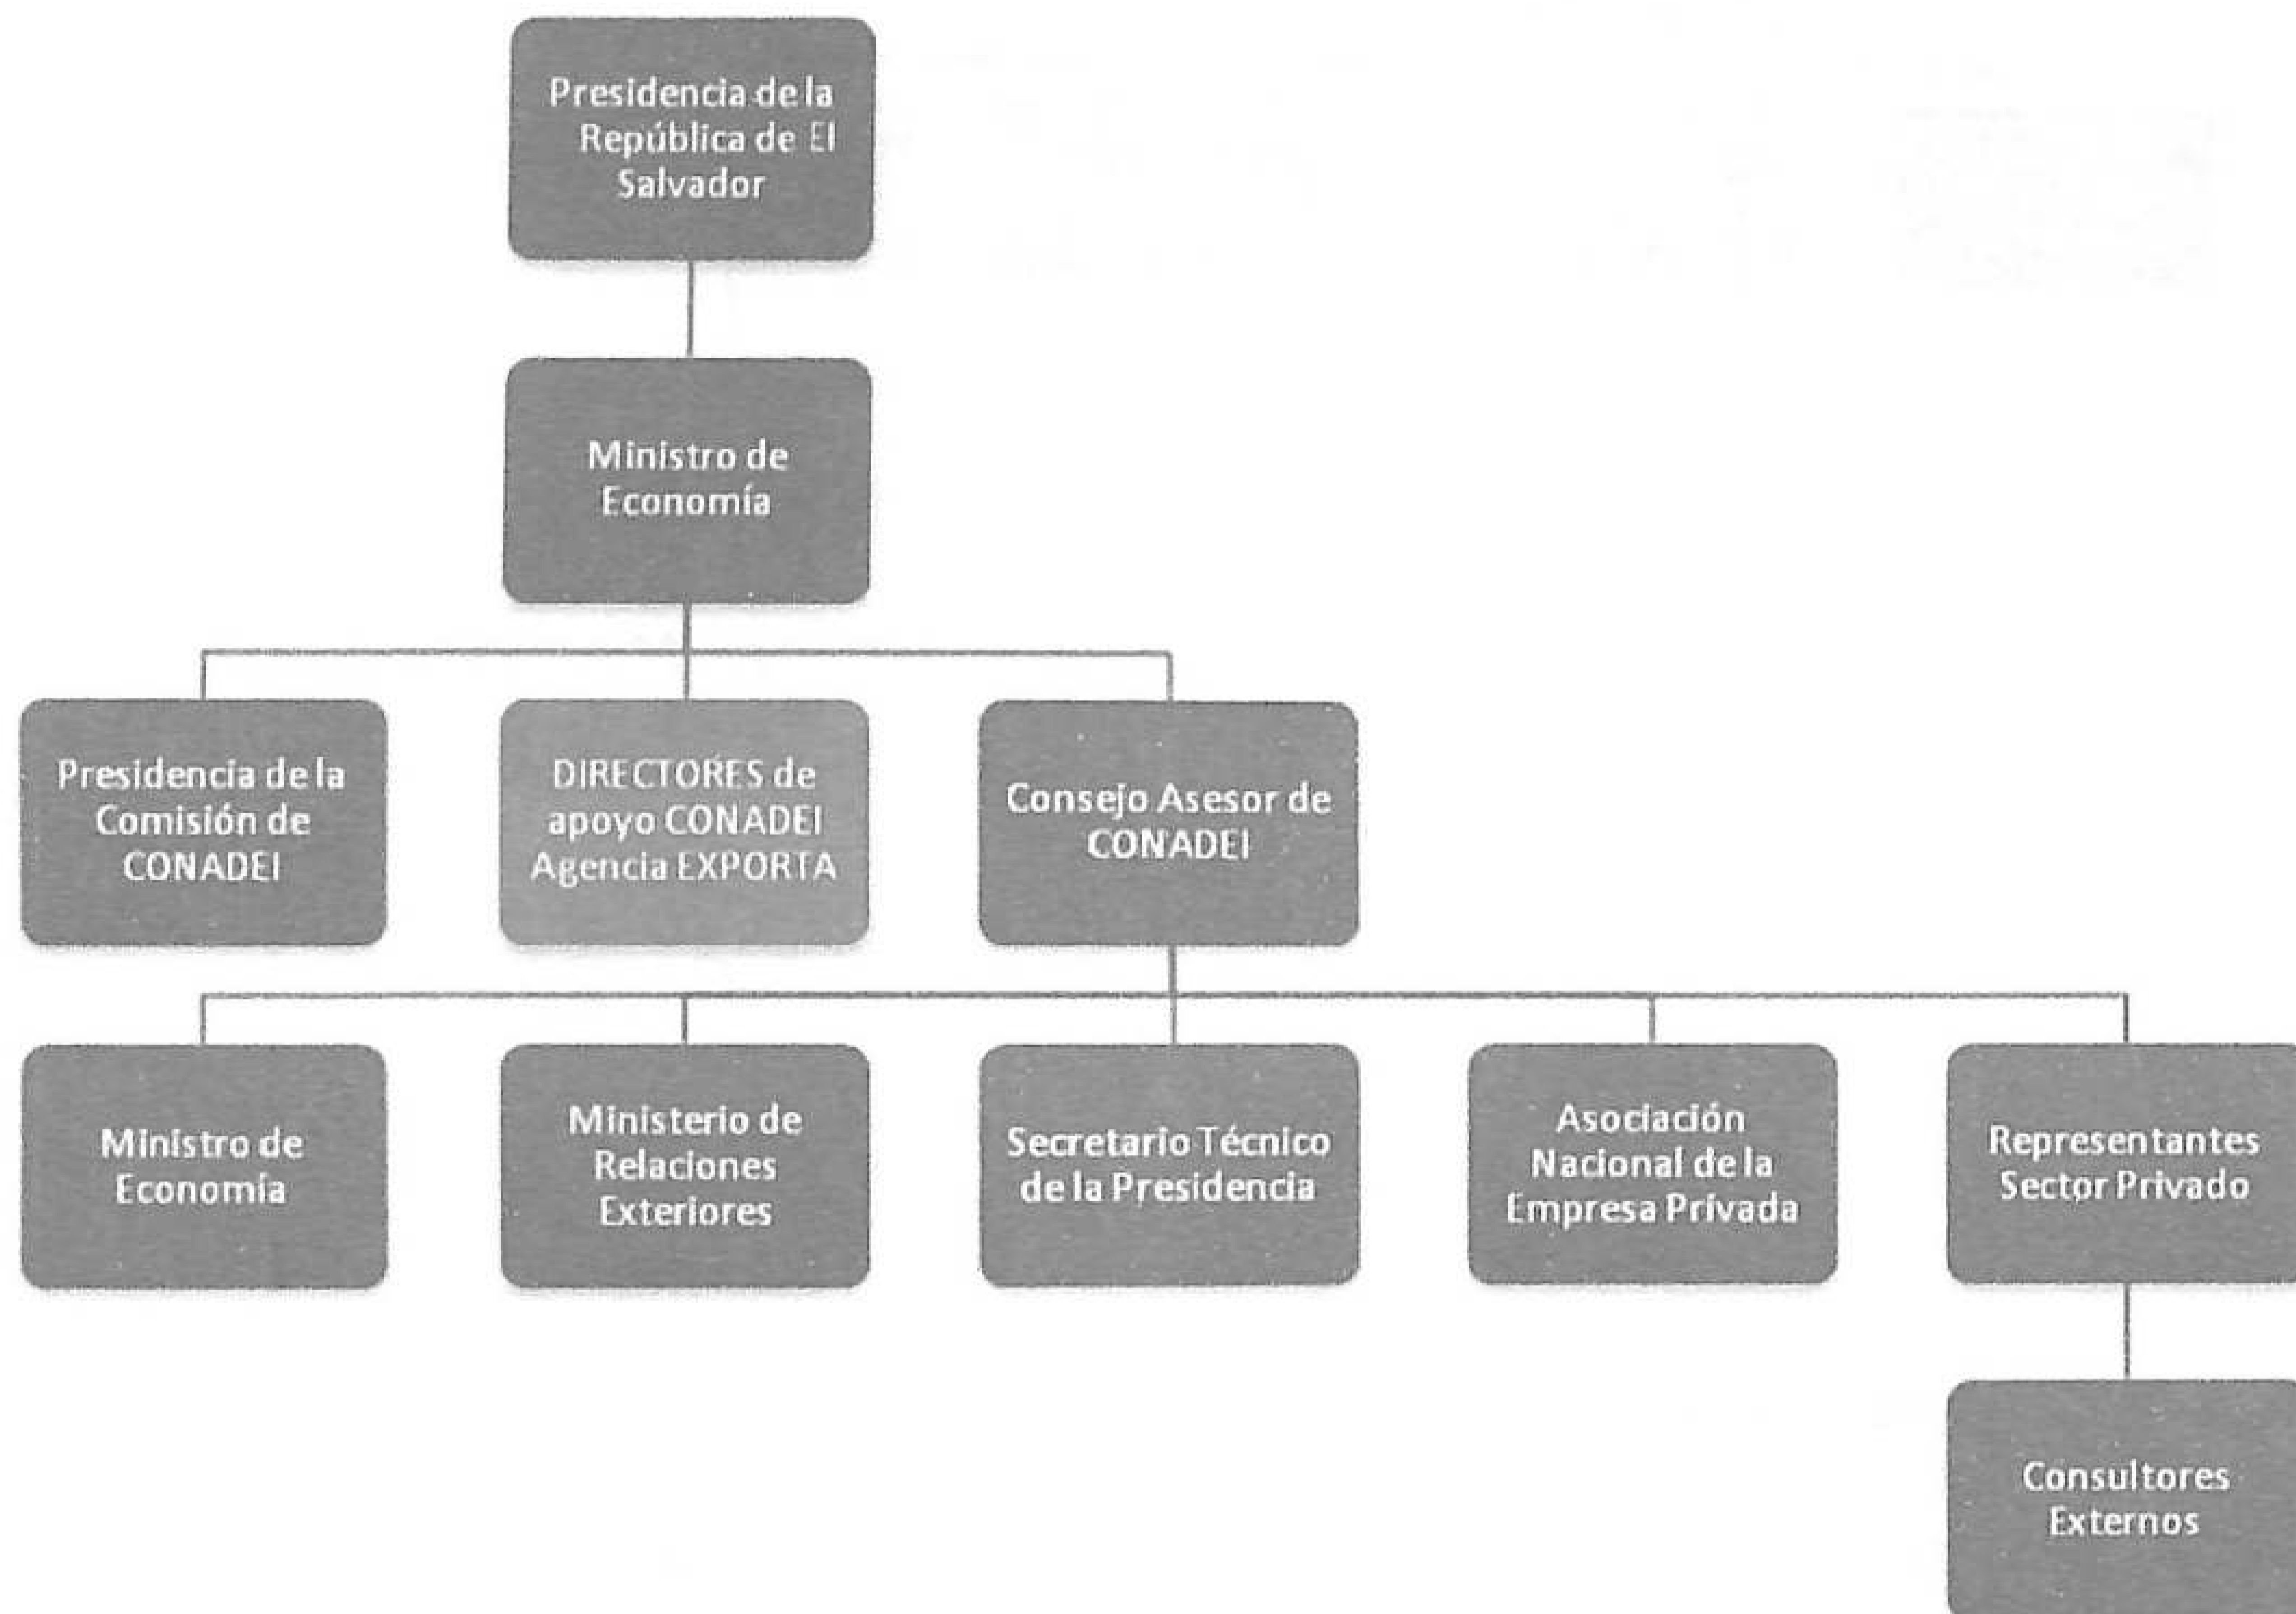 Presidencia de la
República de El
Salvador
Ministro de
Economía
Presidencia de la
Comisión de
CONADEI
DIRECTORES de
apoyo CONADEI
Agencia EXPORTA
Consejo Asesor de
CONADEI
Ministro de
Economía
Ministerio de
Relaciones
Exteriores
Secretario Técnico
de la Presidencia
Asociación
Nacional de la
Empresa Privada
Representantes
Sector Privado
Consultores
Externos